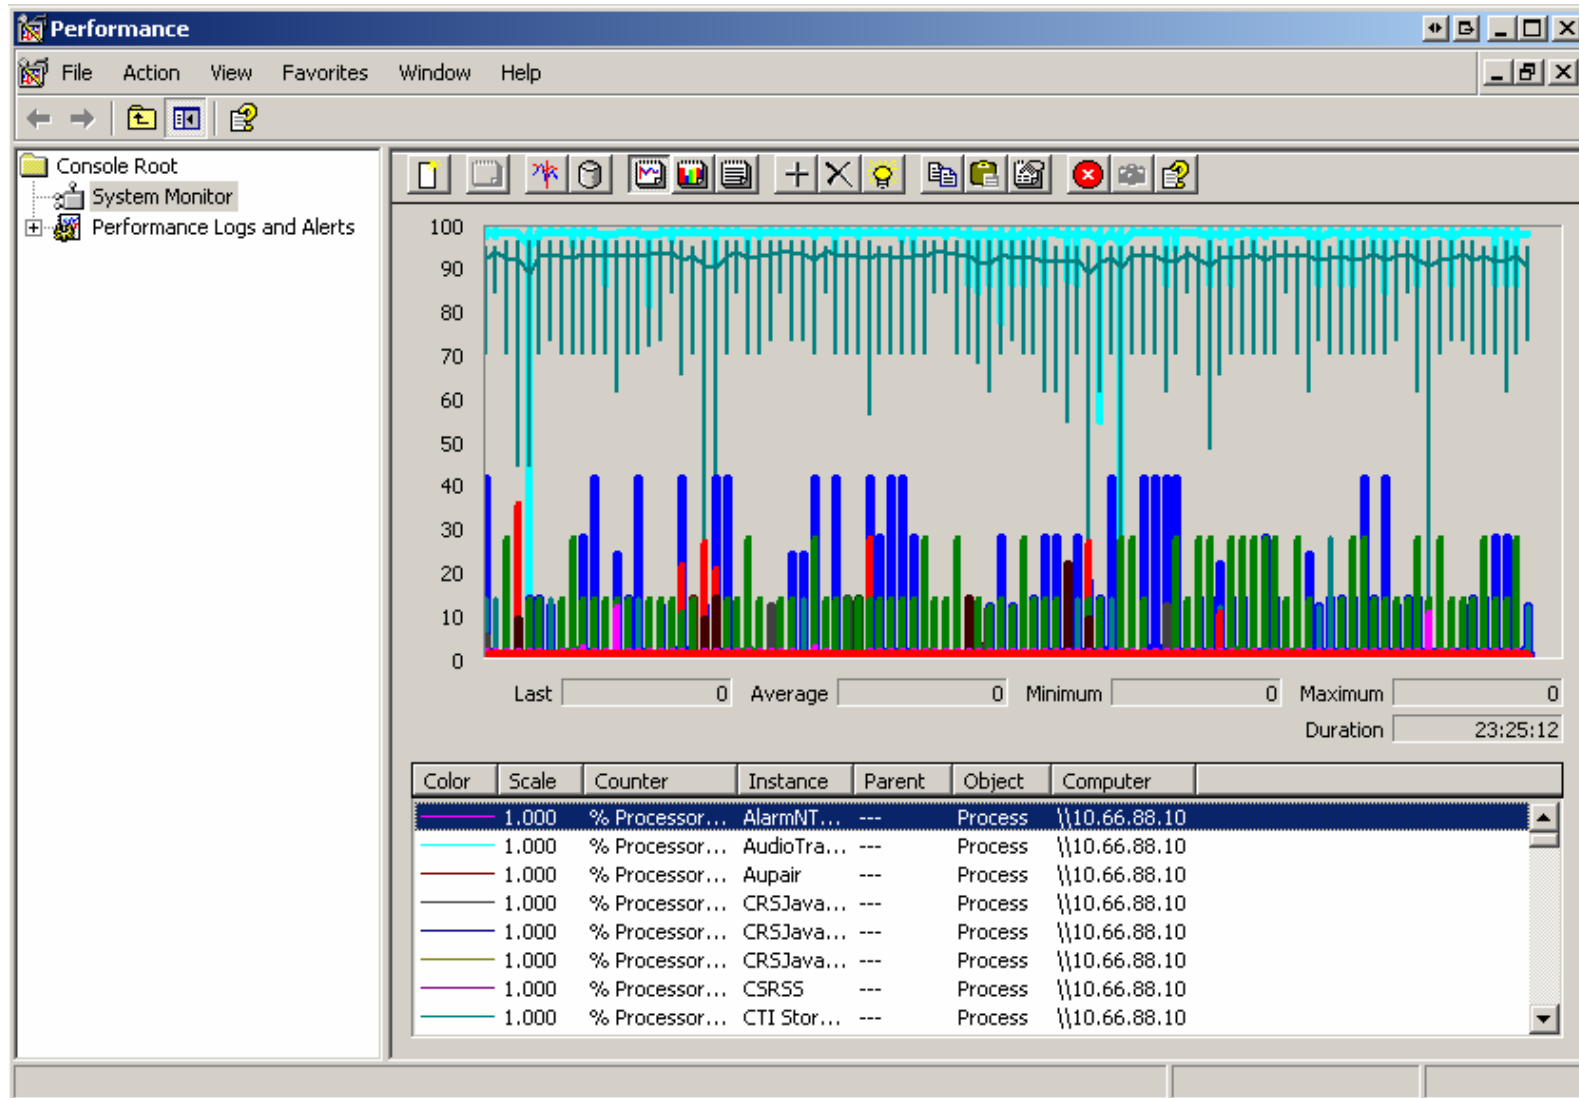 Performance
File Action View Favorites Window Help
Console Root
System Monitor
Performance Logs and Alerts
100
90
80
70
60
50
40
30
20
10
0
Last 0 Average 0 Minimum 0 Maximum 0
Duration 23:25:12
Color Scale Counter Instance Parent Object Computer
1.000 % Processor... AlarmNT... --- Process \\10.66.88.10
1.000 % Processor... AudioTra... --- Process \\10.66.88.10
1.000 % Processor... Aupair --- Process \\10.66.88.10
1.000 % Processor... CRSJava... --- Process \\10.66.88.10
1.000 % Processor... CRSJava... --- Process \\10.66.88.10
1.000 % Processor... CRSJava... --- Process \\10.66.88.10
1.000 % Processor... CSRSS --- Process \\10.66.88.10
1.000 % Processor... CTI Stor... --- Process \\10.66.88.10